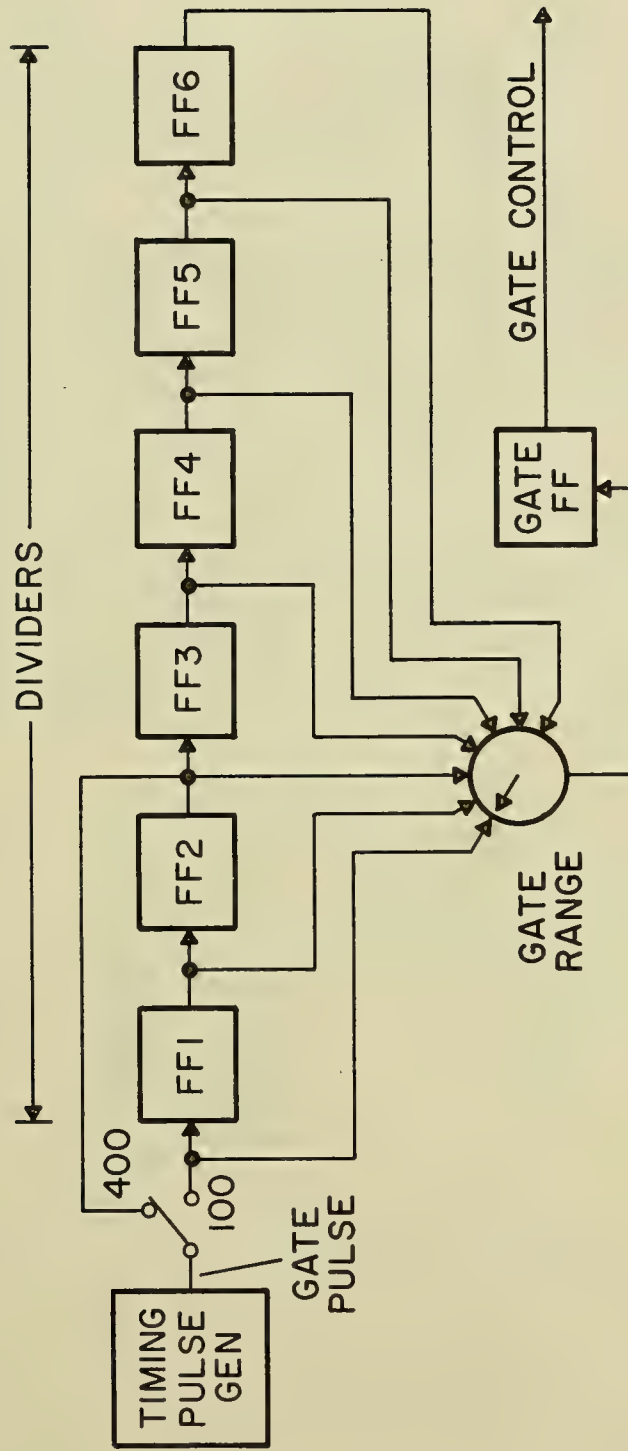 DIVIDERS
400
100
TIMING
PULSE
GEN
GATE
PULSE
FF1
FF2
FF3
FF4
FF5
FF6
GATE
RANGE
GATE
FF
GATE CONTROL